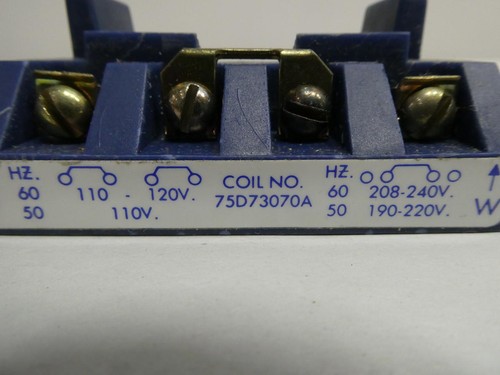 HZ.
60 110 - 120V.
50 110V.
COIL NO.
75D73070A
HZ.
60 208-240V.
50 190-220V.
W